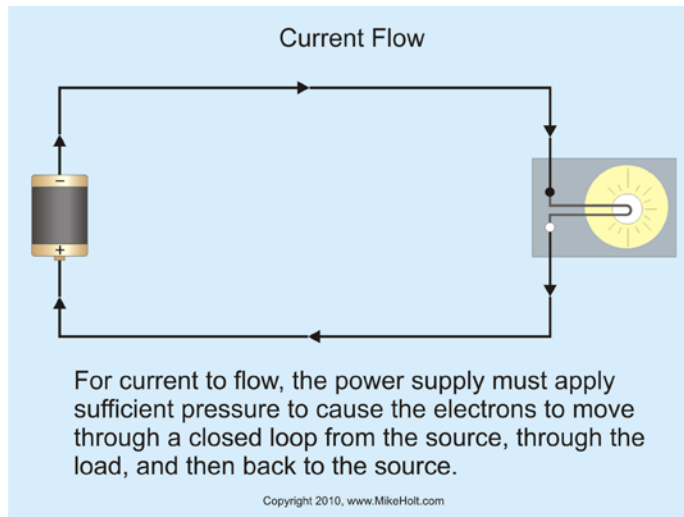 Current Flow
−
+
For current to flow, the power supply must apply
sufficient pressure to cause the electrons to move
through a closed loop from the source, through the
load, and then back to the source.
Copyright 2010, www.MikeHolt.com